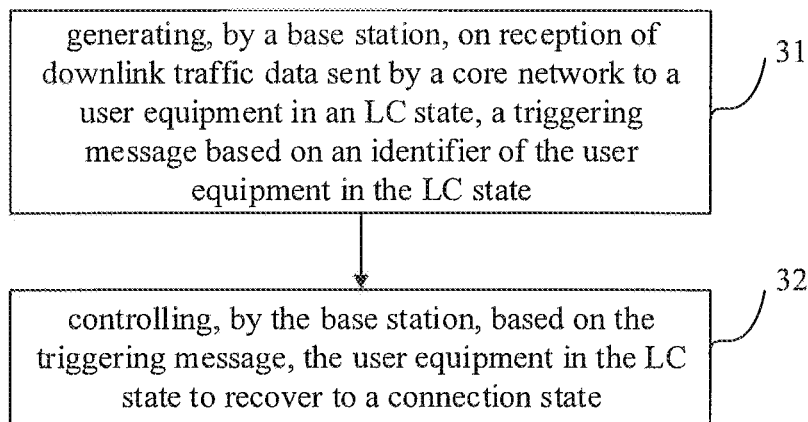 generating, by a base station, on reception of
downlink traffic data sent by a core network to a
user equipment in an LC state, a triggering
message based on an identifier of the user
equipment in the LC state
31
controlling, by the base station, based on the
triggering message, the user equipment in the LC
state to recover to a connection state
32